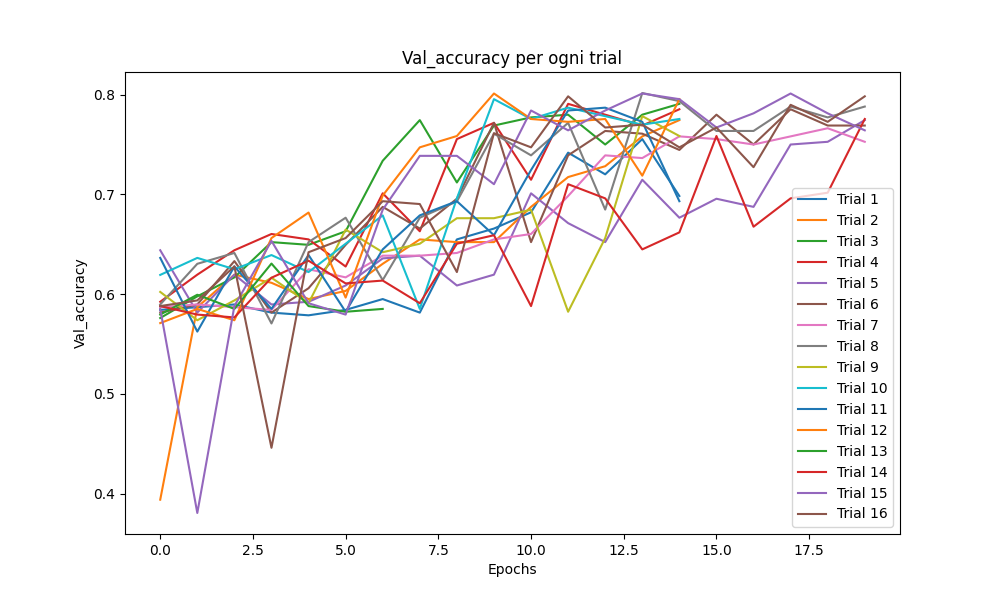 Val_accuracy per ogni trial
Val_accuracy
0.8
0.7
0.6
0.5
0.4
0.0 2.5 5.0 7.5 10.0 12.5 15.0 17.5
Epochs
Trial 1
Trial 2
Trial 3
Trial 4
Trial 5
Trial 6
Trial 7
Trial 8
Trial 9
Trial 10
Trial 11
Trial 12
Trial 13
Trial 14
Trial 15
Trial 16